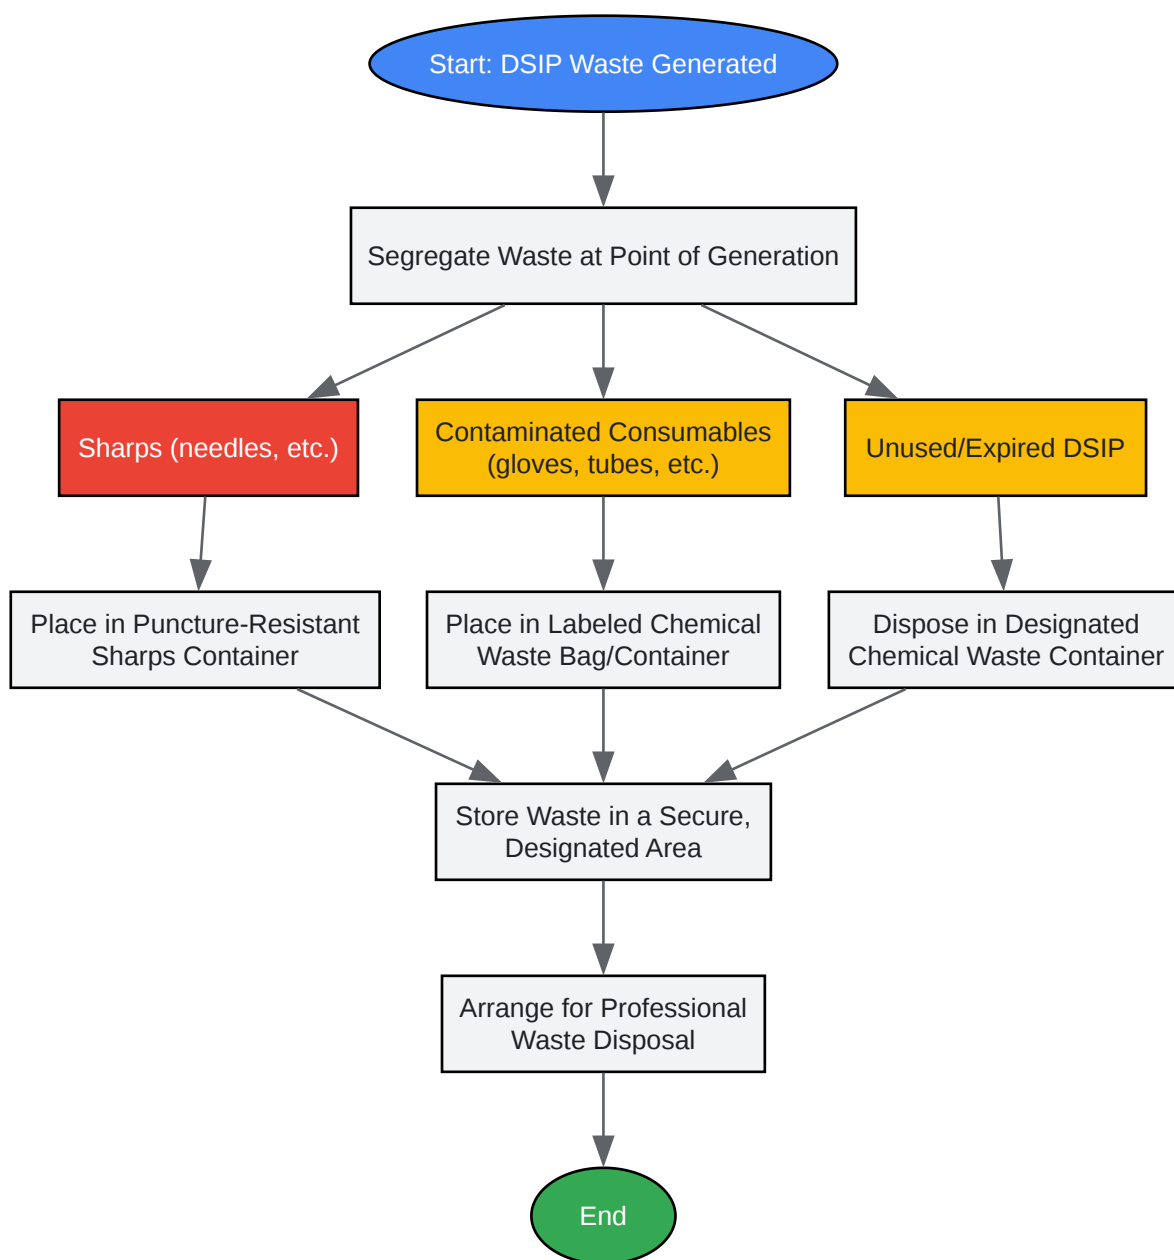 Start: DSIP Waste Generated
Segregate Waste at Point of Generation
Sharps (needles, etc.)
Contaminated Consumables
(gloves, tubes, etc.)
Unused/Expired DSIP
Place in Puncture-Resistant
Sharps Container
Place in Labeled Chemical
Waste Bag/Container
Dispose in Designated
Chemical Waste Container
Store Waste in a Secure,
Designated Area
Arrange for Professional
Waste Disposal
End